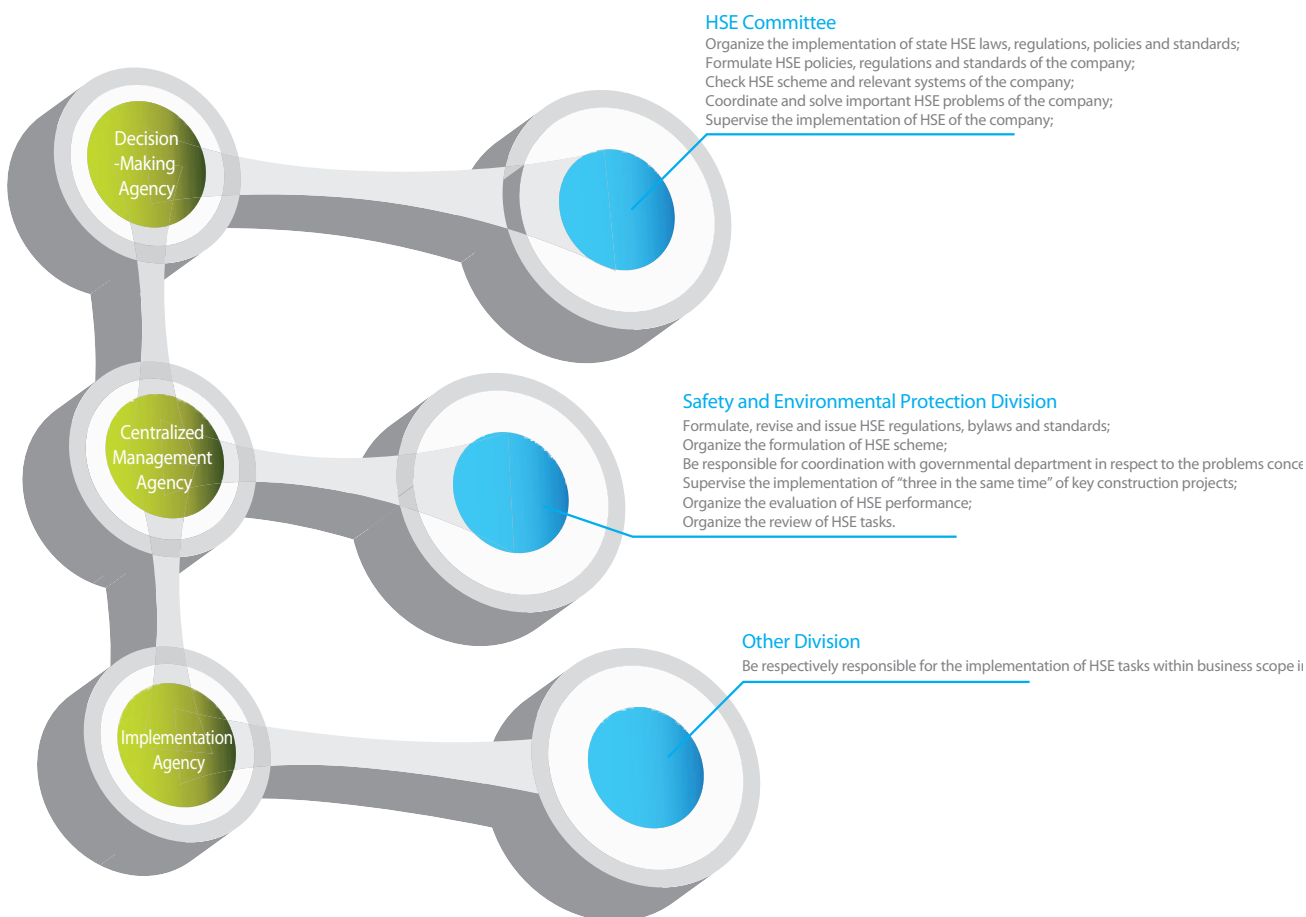 HSE Committee
Organize the implementation of state HSE laws, regulations, policies and standards;
Formulate HSE policies, regulations and standards of the company;
Check HSE scheme and relevant systems of the company;
Coordinate and solve important HSE problems of the company;
Supervise the implementation of HSE of the company;
Decision
-Making
Agency
Safety and Environmental Protection Division
Formulate, revise and issue HSE regulations, bylaws and standards;
Organize the formulation of HSE scheme;
Be responsible for coordination with governmental department in respect to the problems
Supervise the implementation of “three in the same time” of key construction projects;
Organize the evaluation of HSE performance;
Organize the review of HSE tasks.
Centralized
Management
Agency
Other Division
Be respectively responsible for the implementation of HSE tasks within business scope
Implementation
Agency